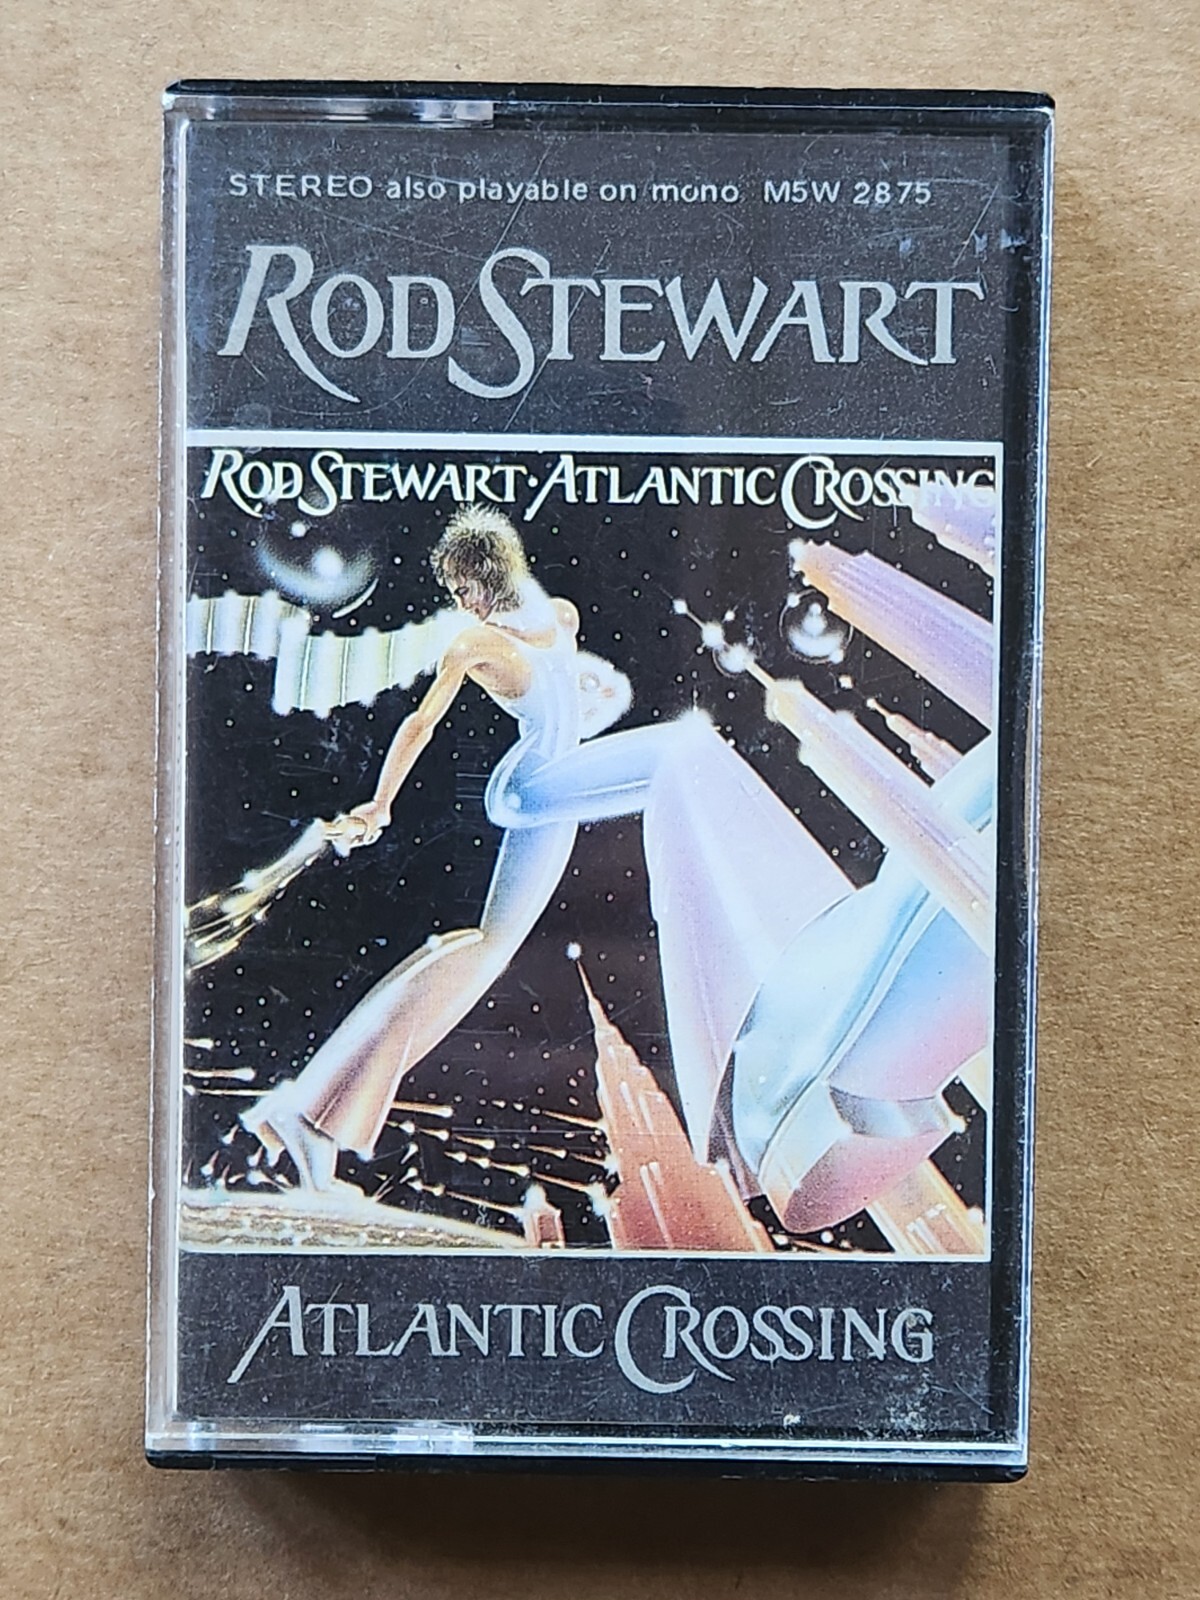 STEREO also playable on mono M5W 2875
ROD STEWART
ROD STEWART·ATLANTIC CROSSING
ATLANTIC CROSSING